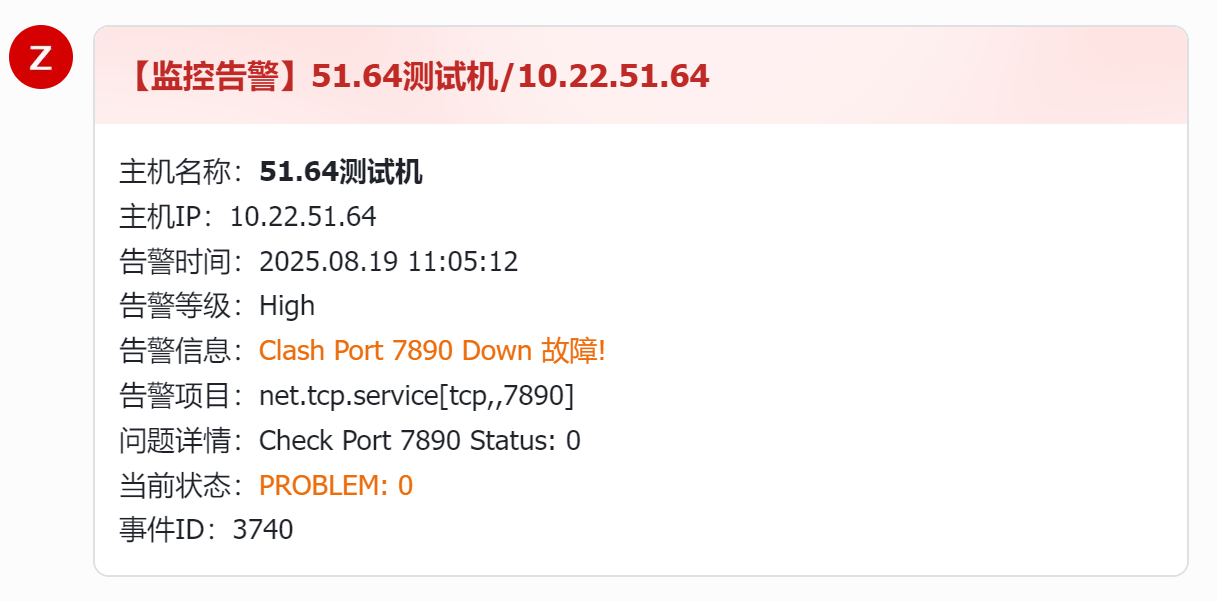 Z
【监控告警】51.64测试机/10.22.51.64
主机名称：51.64测试机
主机IP：10.22.51.64
告警时间：2025.08.19 11:05:12
告警等级：High
告警信息：Clash Port 7890 Down 故障!
告警项目：net.tcp.service[tcp,,7890]
问题详情：Check Port 7890 Status: 0
当前状态：PROBLEM: 0
事件ID：3740